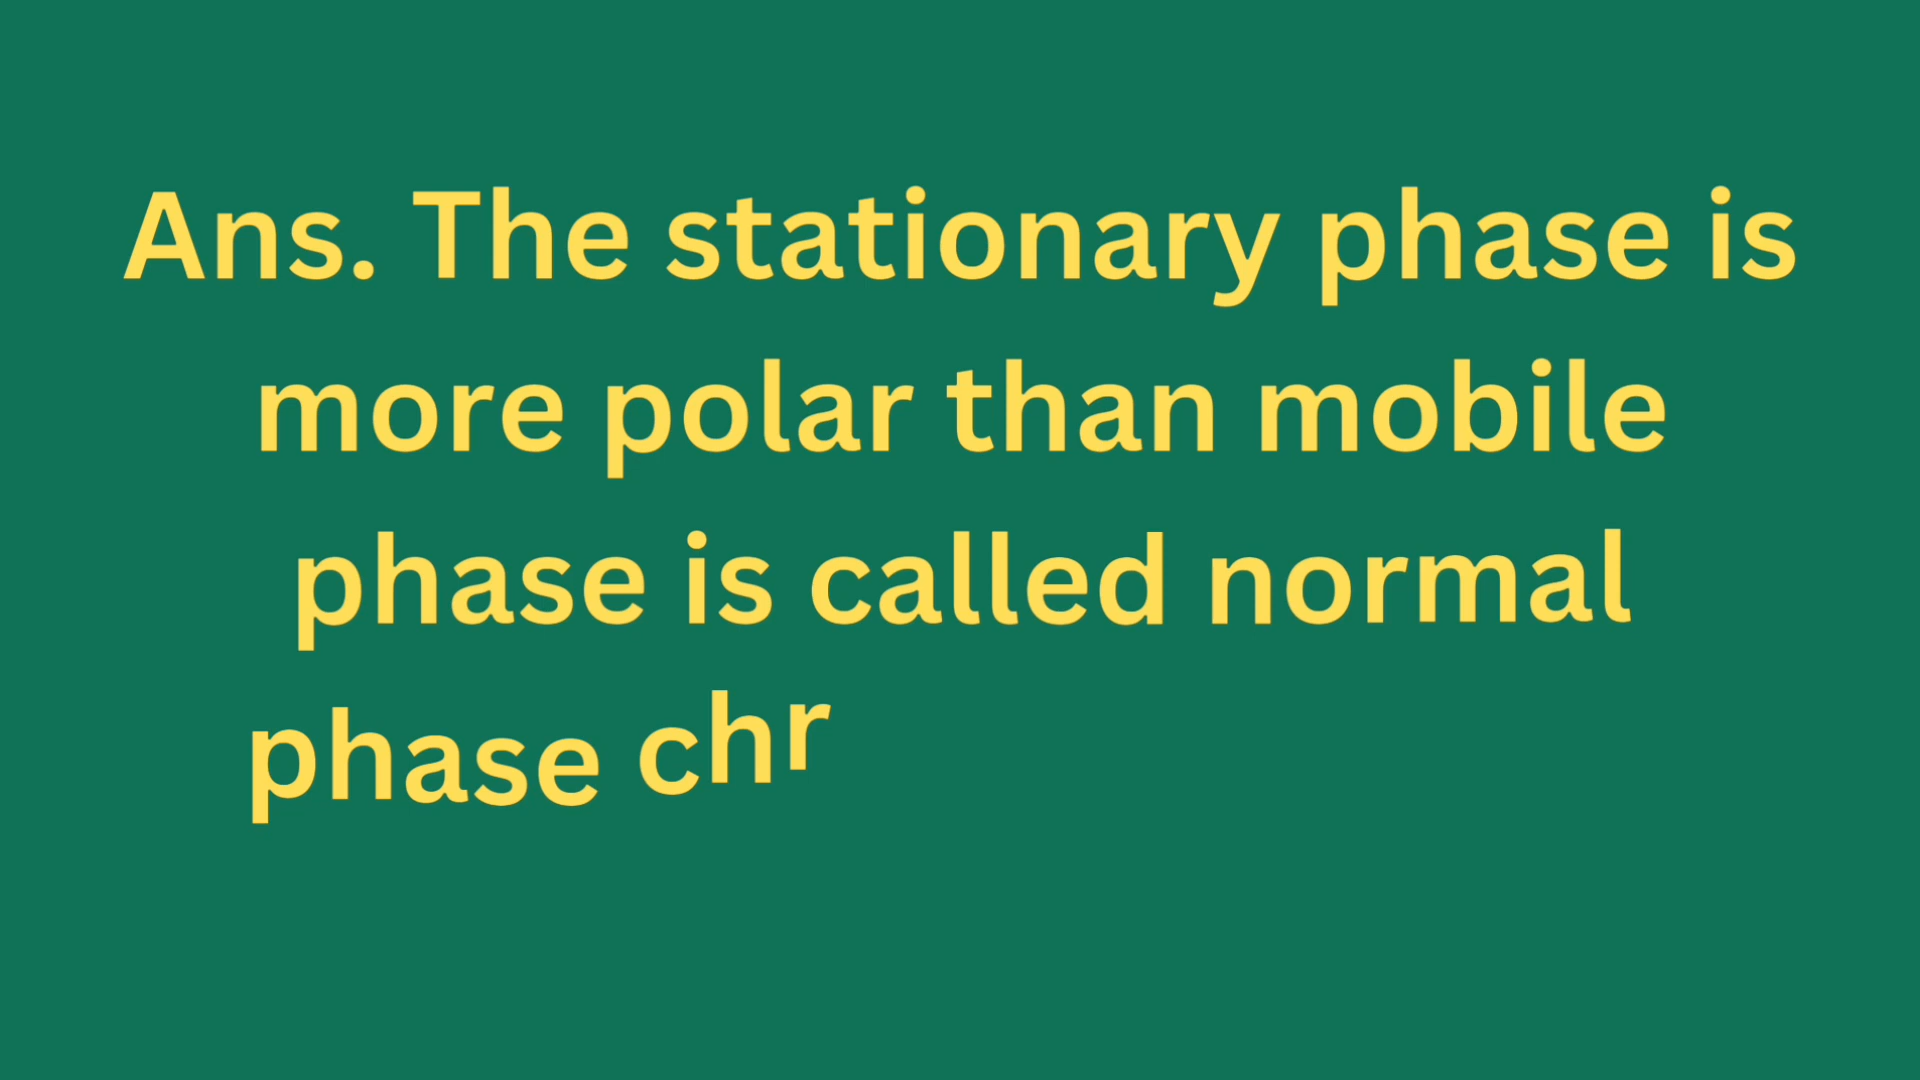 Ans. The stationary phase is
more polar than mobile
phase is called normal
phase chr